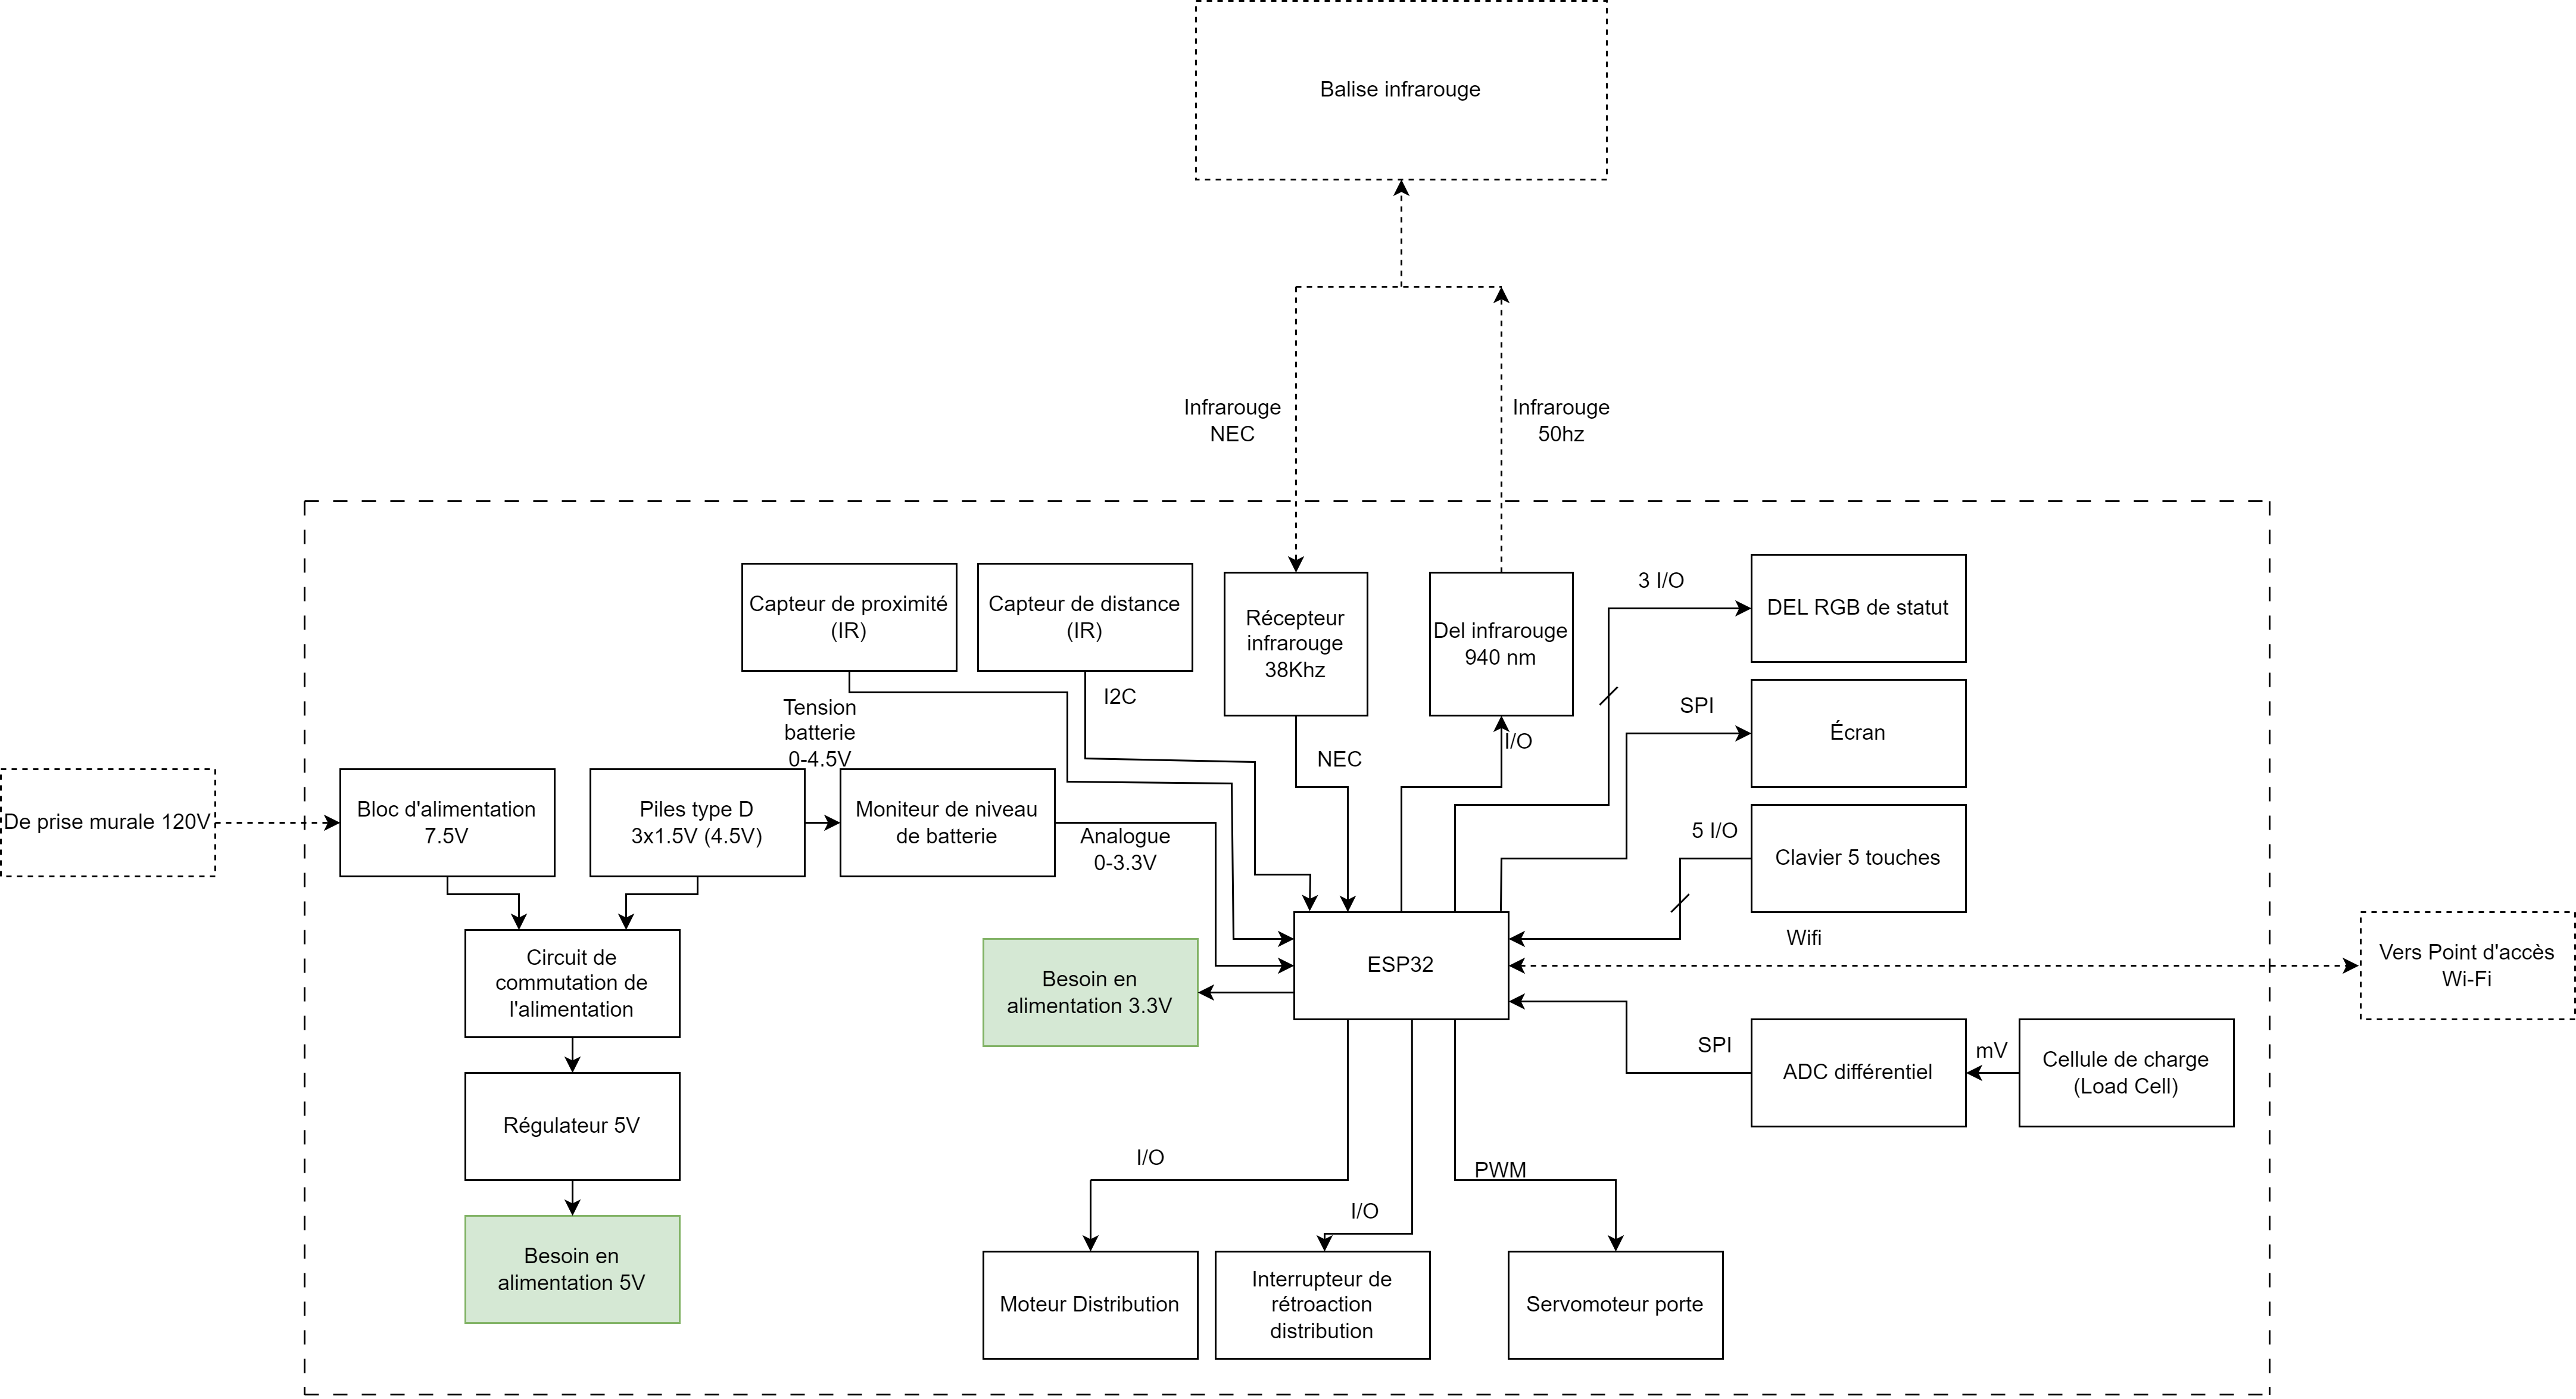 Balise infrarouge
Infrarouge
NEC
Infrarouge
50hz
Capteur de proximité
(IR)
Capteur de distance
(IR)
Récepteur
infrarouge
38Khz
Del infrarouge
940 nm
3 I/O
DEL RGB de statut
I2C
Tension
batterie
0-4.5V
NEC
I/O
SPI
Écran
De prise murale 120V
Bloc d'alimentation
7.5V
Piles type D
3x1.5V (4.5V)
Moniteur de niveau
de batterie
Analogue
0-3.3V
5 I/O
Clavier 5 touches
Circuit de
commutation de
l'alimentation
Besoin en
alimentation 3.3V
ESP32
Wifi
Vers Point d'accès
Wi-Fi
SPI
ADC différentiel
mV
Cellule de charge
(Load Cell)
Régulateur 5V
I/O
I/O
PWM
Besoin en
alimentation 5V
Moteur Distribution
Interrupteur de
rétroaction
distribution
Servomoteur porte